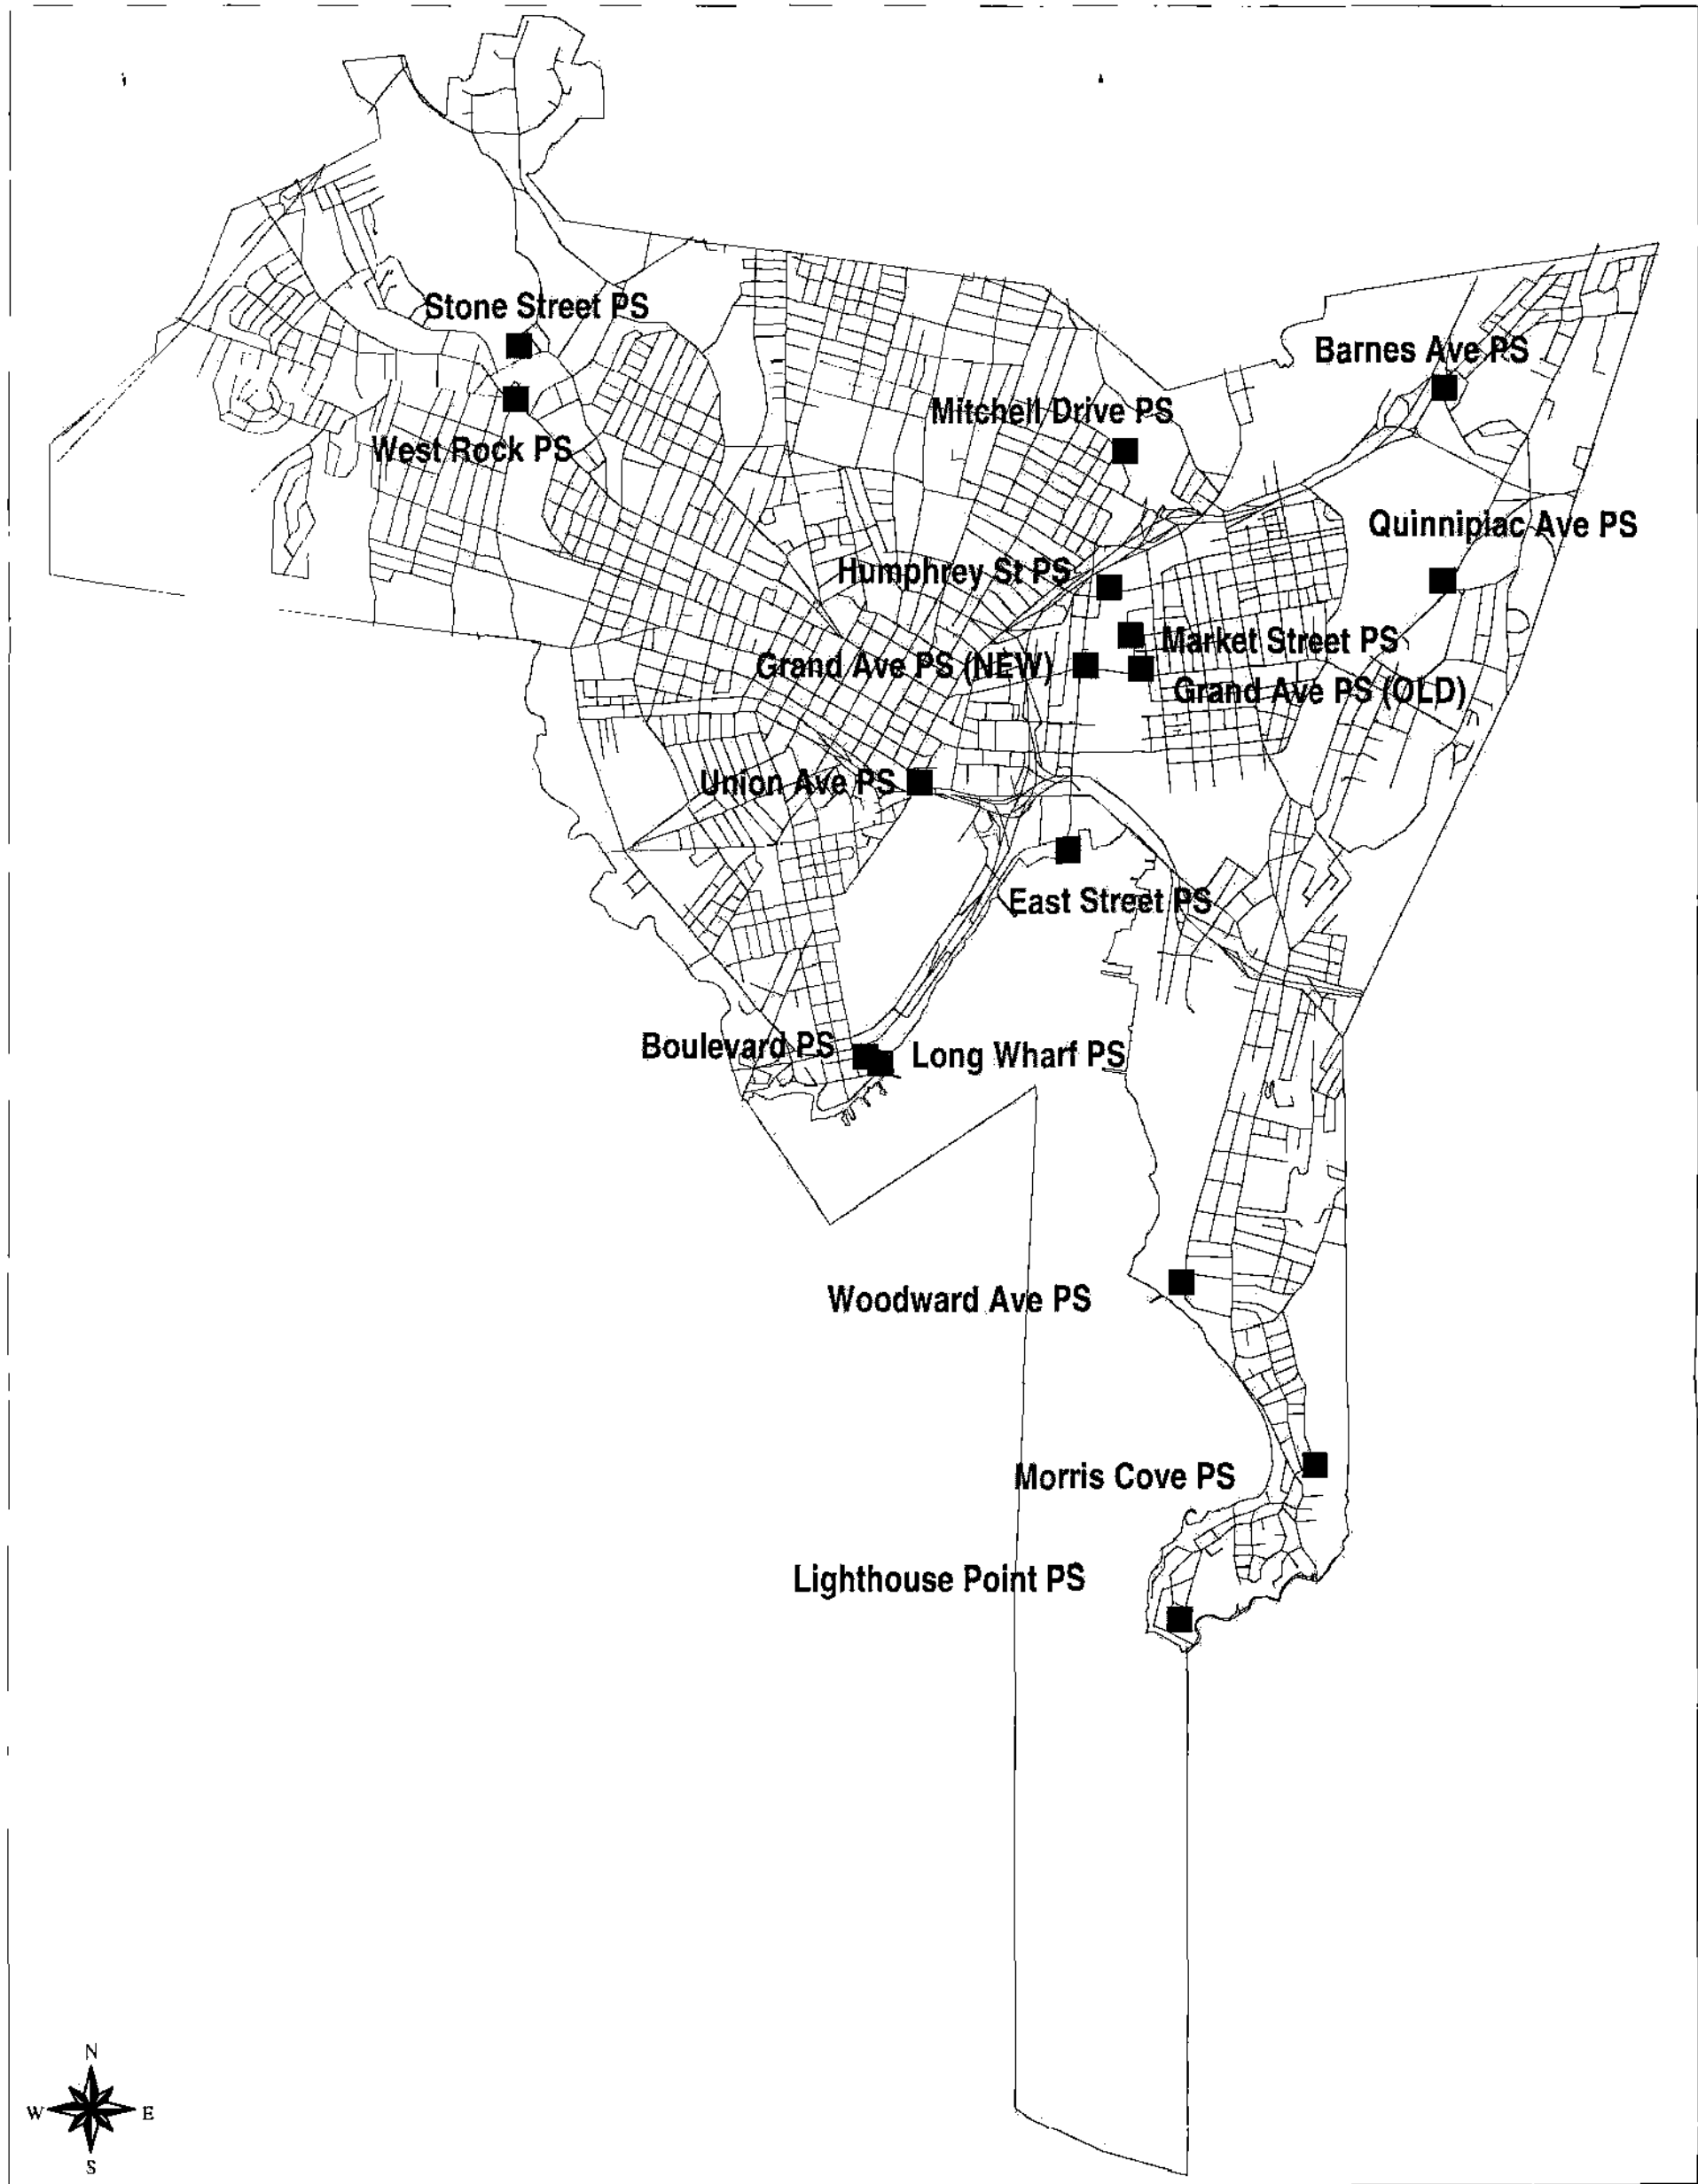 Stone Street PS
Barnes Ave PS
Mitchell Drive PS
West Rock PS
Quinnipiac Ave PS
Humphrey St PS
Market Street PS
Grand Ave PS (NEW)
Grand Ave PS (OLD)
Union Ave PS
East Street PS
Boulevard PS
Long Wharf PS
Woodward Ave PS
Morris Cove PS
Lighthouse Point PS
N
W E
S